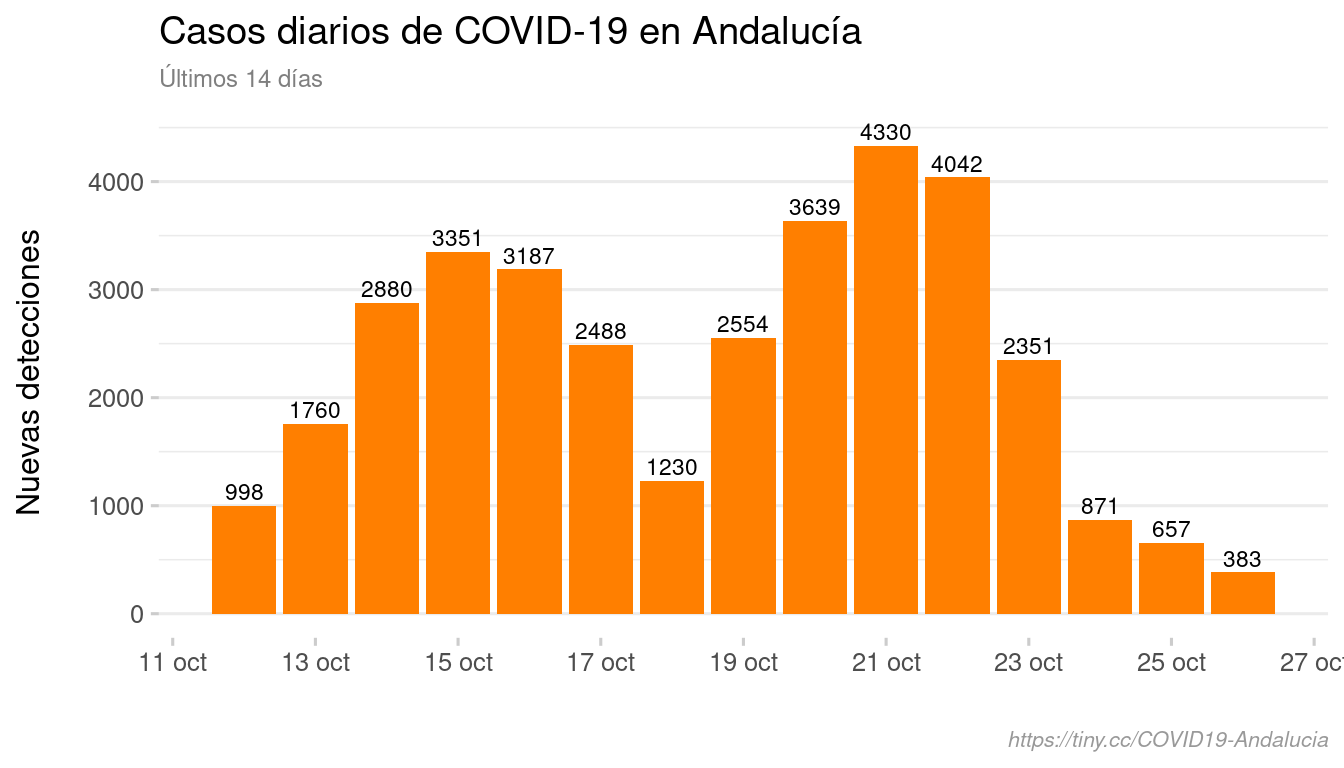 Casos diarios de COVID-19 en Andalucía
Últimos 14 días
Nuevas detecciones
4000
3000
2000
1000
0
998
1760
2880
3351
3187
2488
1230
2554
3639
4330
4042
2351
871
657
383
11 oct
13 oct
15 oct
17 oct
19 oct
21 oct
23 oct
25 oct
27 oct
https://tiny.cc/COVID19-Andalucia